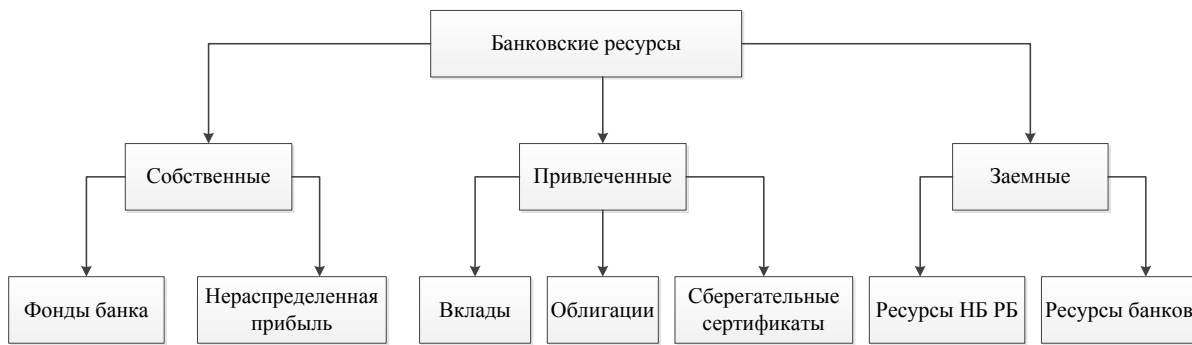 Банковские ресурсы
Собственные
Привлеченные
Заемные
Фонды банка
Нераспределенная
прибыль
Вклады
Облигации
Сберегательные
сертификаты
Ресурсы НБ РБ
Ресурсы банков